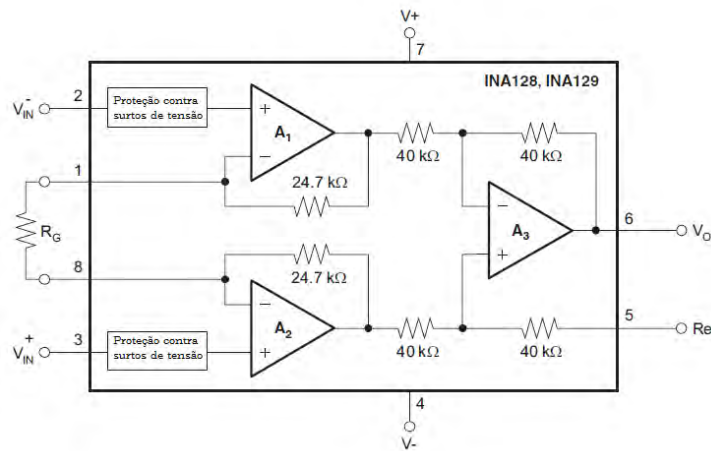 V+
7
INA128, INA129
V⁻IN
2
Proteção contra
surtos de tensão
+
A1
−
40 kΩ
40 kΩ
1
24.7 kΩ
RG
−
A3
+
6
VO
8
24.7 kΩ
−
A2
+
40 kΩ
40 kΩ
5
Re
V⁺IN
3
Proteção contra
surtos de tensão
4
V-